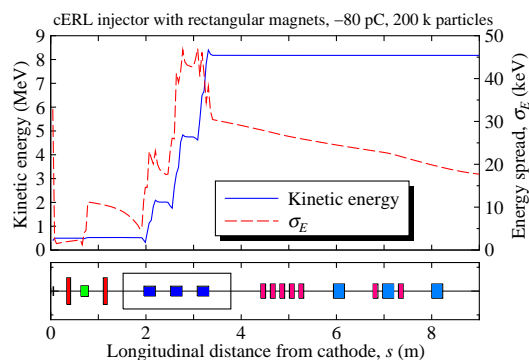 cERL injector with rectangular magnets, −80 pC, 200 k particles
9 50
8
7 40
6
5 30
4
3 20
2
1 10
0 0
Kinetic energy (MeV)
Energy spread, σE (keV)
Kinetic energy
σE
0 2 4 6 8
Longitudinal distance from cathode, s (m)